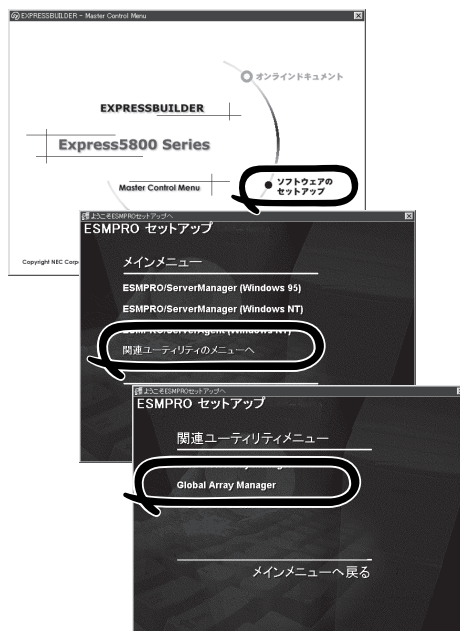 EXPRESSBUILDER - Master Control Menu
オンラインドキュメント
EXPRESSBUILDER
Express5800 Series
ソフトウェアの
セットアップ
Master Control Menu
Copyright NEC Corp
ようこそESMPROセットアップへ
ESMPRO セットアップ
メインメニュー
ESMPRO/ServerManager (Windows 95)
ESMPRO/ServerManager (Windows NT)
ESMPRO/ServerAgent (Windows NT)
関連ユーティリティのメニューへ
ようこそESMPROセットアップへ
ESMPRO セットアップ
関連ユーティリティメニュー
Global Array Manager
メインメニューへ戻る